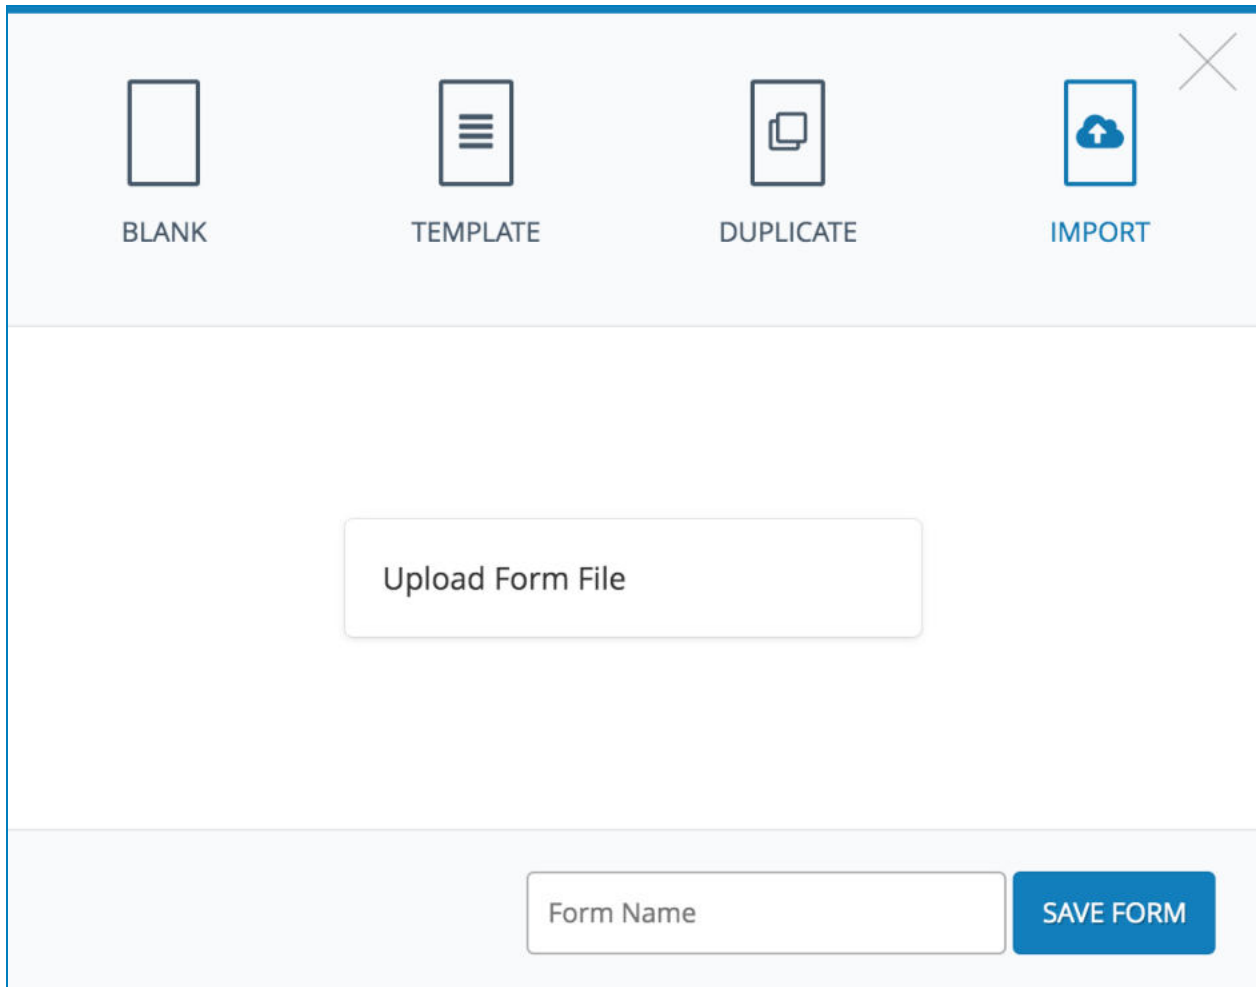 BLANK
TEMPLATE
DUPLICATE
IMPORT
Upload Form File
Form Name
SAVE FORM